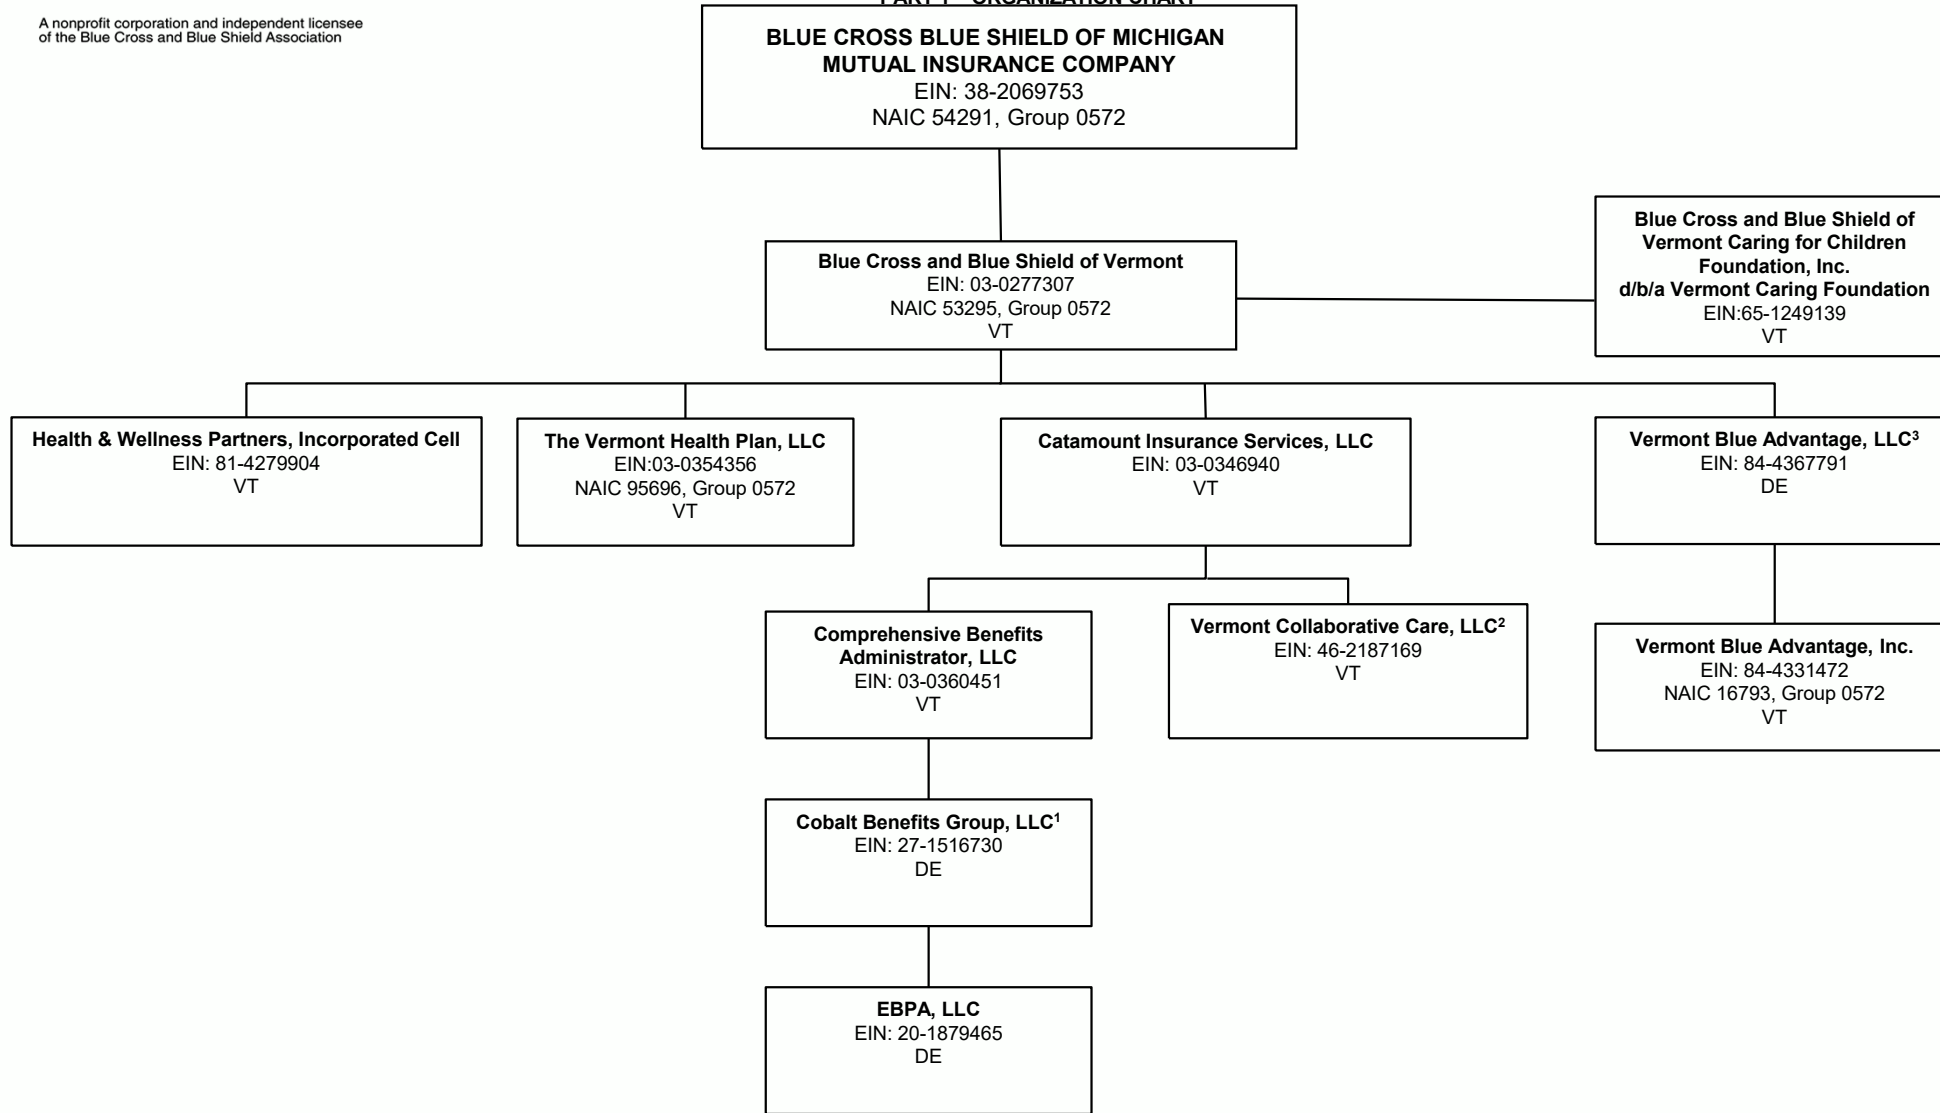 PART 1 - ORGANIZATION CHART
A nonprofit corporation and independent licensee
of the Blue Cross and Blue Shield Association
BLUE CROSS BLUE SHIELD OF MICHIGAN
MUTUAL INSURANCE COMPANY
EIN: 38-2069753
NAIC 54291, Group 0572
Blue Cross and Blue Shield of Vermont
EIN: 03-0277307
NAIC 53295, Group 0572
VT
Blue Cross and Blue Shield of
Vermont Caring for Children
Foundation, Inc.
d/b/a Vermont Caring Foundation
EIN:65-1249139
VT
Health & Wellness Partners, Incorporated Cell
EIN: 81-4279904
VT
The Vermont Health Plan, LLC
EIN:03-0354356
NAIC 95696, Group 0572
VT
Catamount Insurance Services, LLC
EIN: 03-0346940
VT
Vermont Blue Advantage, LLC³
EIN: 84-4367791
DE
Comprehensive Benefits
Administrator, LLC
EIN: 03-0360451
VT
Vermont Collaborative Care, LLC²
EIN: 46-2187169
VT
Vermont Blue Advantage, Inc.
EIN: 84-4331472
NAIC 16793, Group 0572
VT
Cobalt Benefits Group, LLC¹
EIN: 27-1516730
DE
EBPA, LLC
EIN: 20-1879465
DE